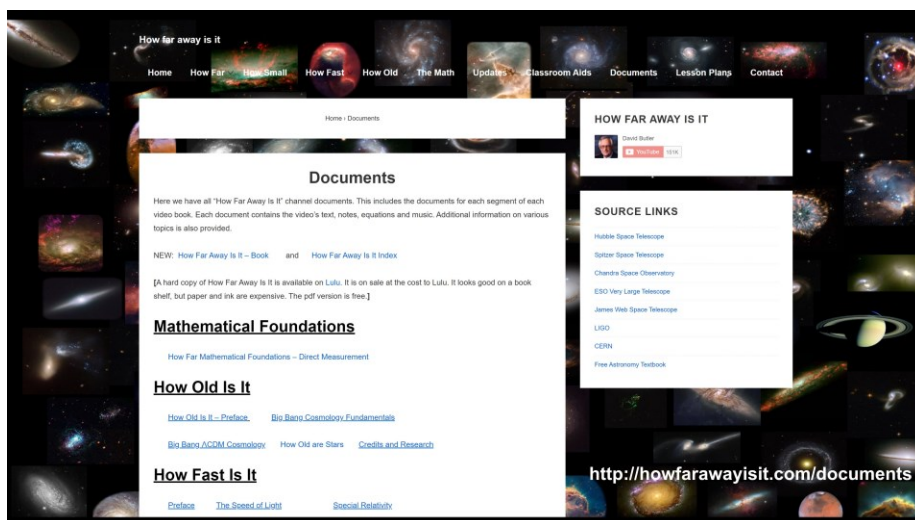 How far away is it
Home How Far How Small How Fast How Old The Math Updates Classroom Aids Documents Lesson Plans Contact
Home › Documents
Documents
Here we have all "How Far Away Is It" channel documents. This includes the documents for each segment of each
video book. Each document contains the video's text, notes, equations and music. Additional information on various
topics is also provided.
NEW: How Far Away Is It – Book and How Far Away Is It Index
[A hard copy of How Far Away Is It is available on Lulu. It is on sale at the cost to Lulu. It looks good on a book
shelf, but paper and ink are expensive. The pdf version is free.]
Mathematical Foundations
How Far Mathematical Foundations – Direct Measurement
How Old Is It
How Old Is It – Preface Big Bang Cosmology Fundamentals
Big Bang ΛCDM Cosmology How Old are Stars Credits and Research
How Fast Is It
Preface The Speed of Light Special Relativity
HOW FAR AWAY IS IT
David Butler
YouTube 161K
SOURCE LINKS
Hubble Space Telescope
Spitzer Space Telescope
Chandra Space Observatory
ESO Very Large Telescope
James Web Space Telescope
LIGO
CERN
Free Astronomy Textbook
http://howfarawayisit.com/documents